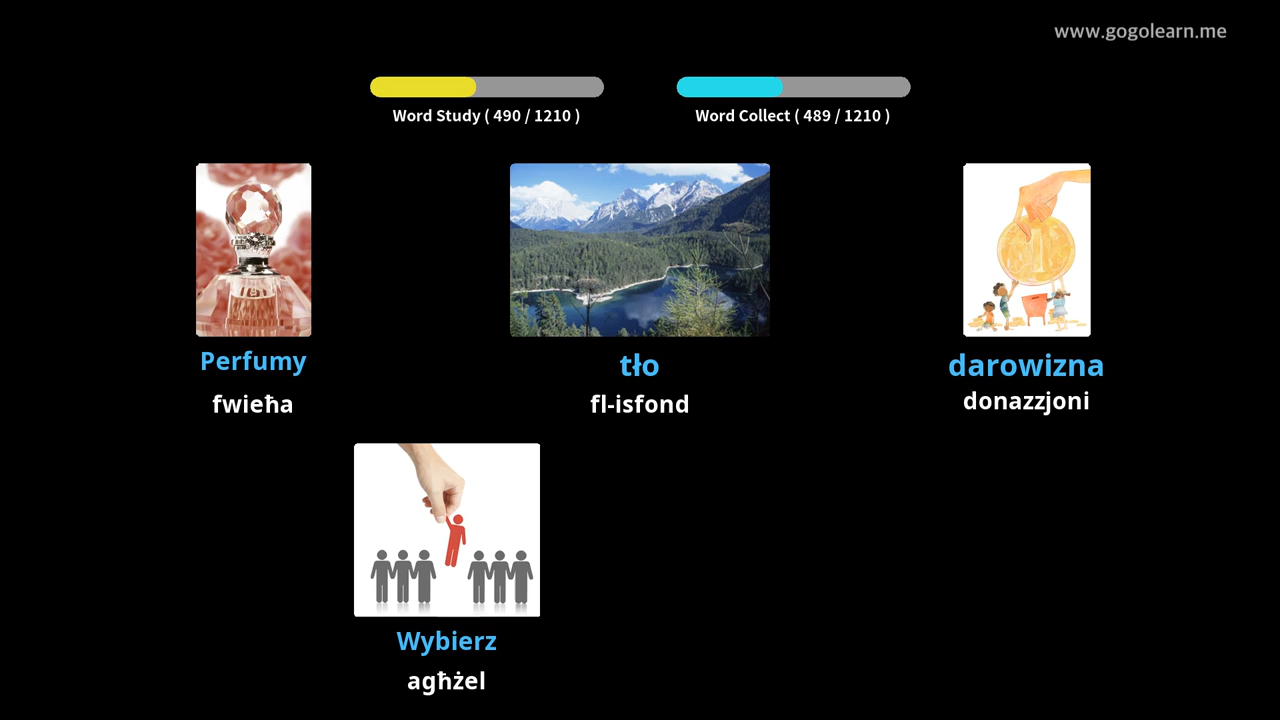 www.gogolearn.me
Word Study ( 490 / 1210 )
Word Collect ( 489 / 1210 )
Perfumy
fwieħa
tło
fl-isfond
darowizna
donazzjoni
Wybierz
agħżel